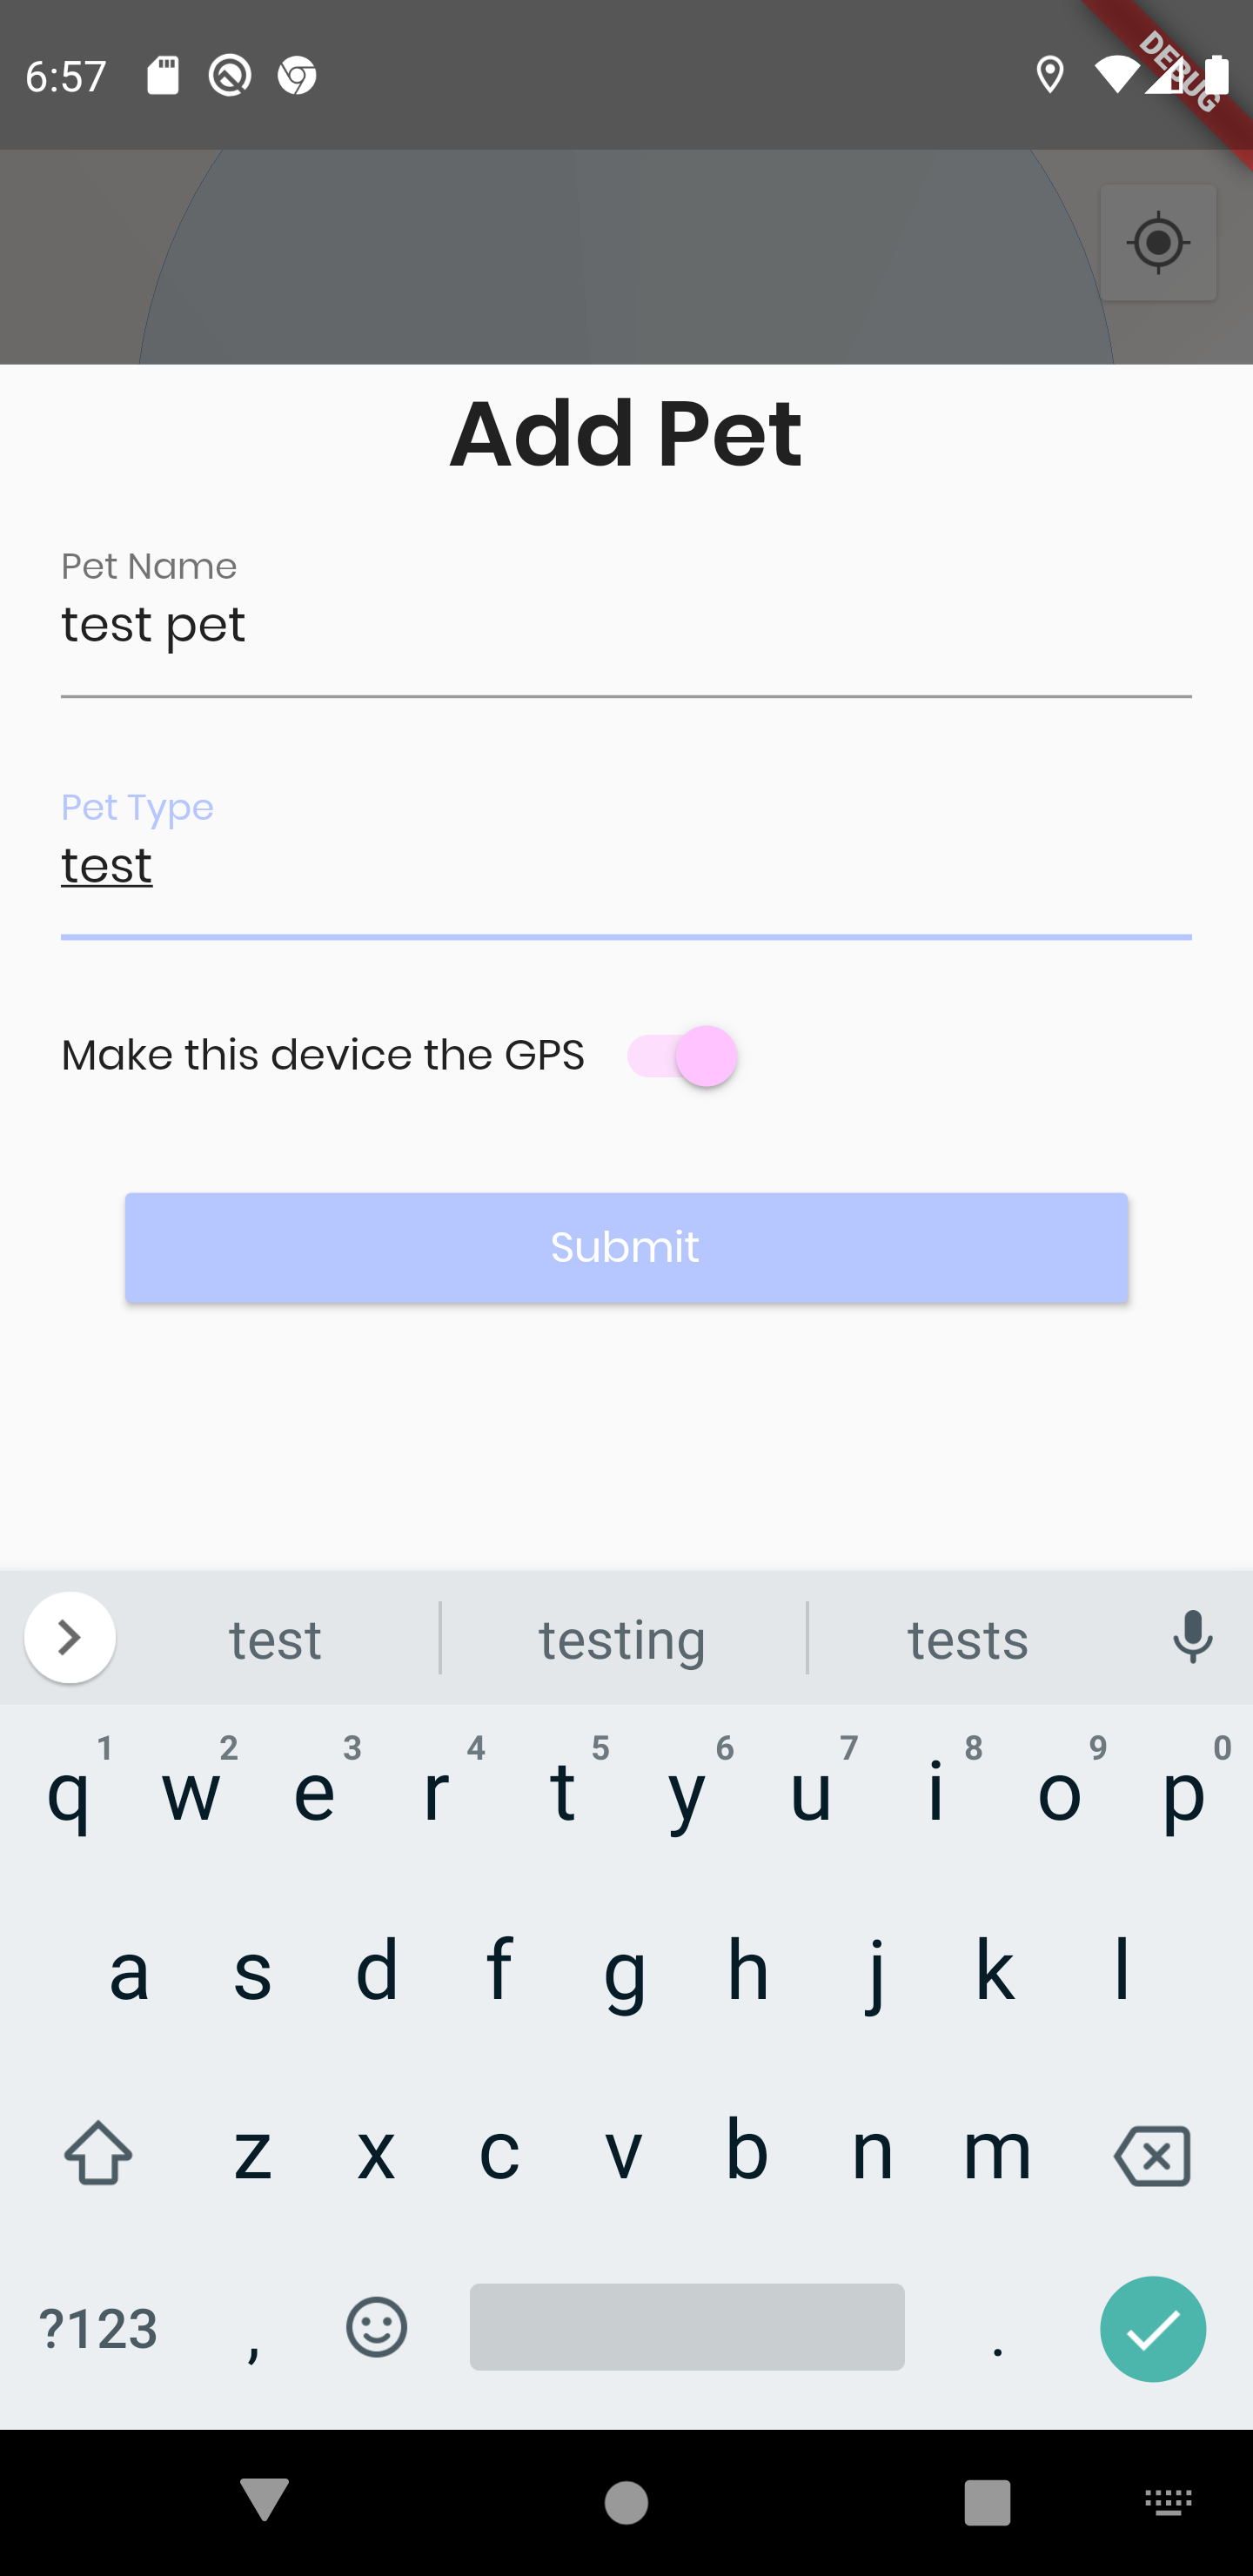 6:57
DEBUG
Add Pet
Pet Name
test pet
Pet Type
test
Make this device the GPS
Submit
test testing tests
1 2 3 4 5 6 7 8 9 0
q w e r t y u i o p
a s d f g h j k l
z x c v b n m
?123 , .